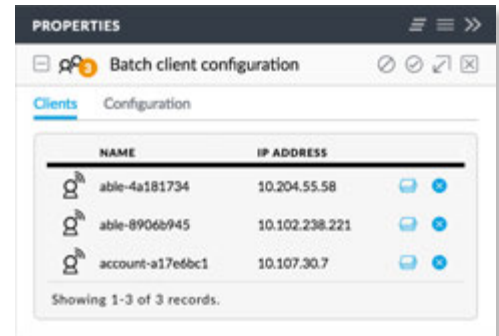 PROPERTIES
3 Batch client configuration
Clients Configuration
NAME IP ADDRESS
able-4a181734 10.204.55.58
able-8906b945 10.102.238.221
account-a17e6bc1 10.107.30.7
Showing 1-3 of 3 records.